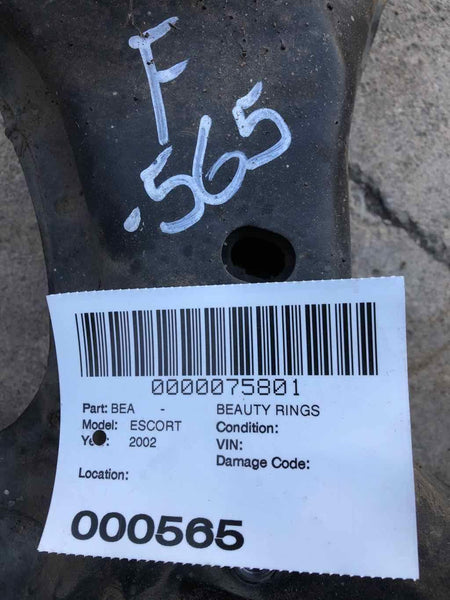 F
.565
0000075801
Part: BEA - BEAUTY RINGS
Model: ESCORT Condition:
2002 VIN:
Damage Code:
Location:
000565